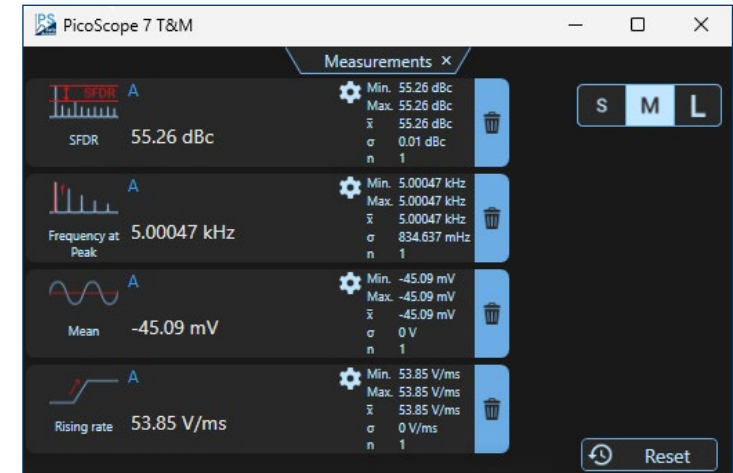 PicoScope 7 T&M
Measurements ×
SFDR
SFDR
A
55.26 dBc
Min. 55.26 dBc
Max. 55.26 dBc
x̄ 55.26 dBc
σ 0.01 dBc
n 1
Frequency at
Peak
A
5.00047 kHz
Min. 5.00047 kHz
Max. 5.00047 kHz
x̄ 5.00047 kHz
σ 834.637 mHz
n 1
Mean
A
-45.09 mV
Min. -45.09 mV
Max. -45.09 mV
x̄ -45.09 mV
σ 0 V
n 1
Rising rate
A
53.85 V/ms
Min. 53.85 V/ms
Max. 53.85 V/ms
x̄ 53.85 V/ms
σ 0 V/ms
n 1
S M L
Reset